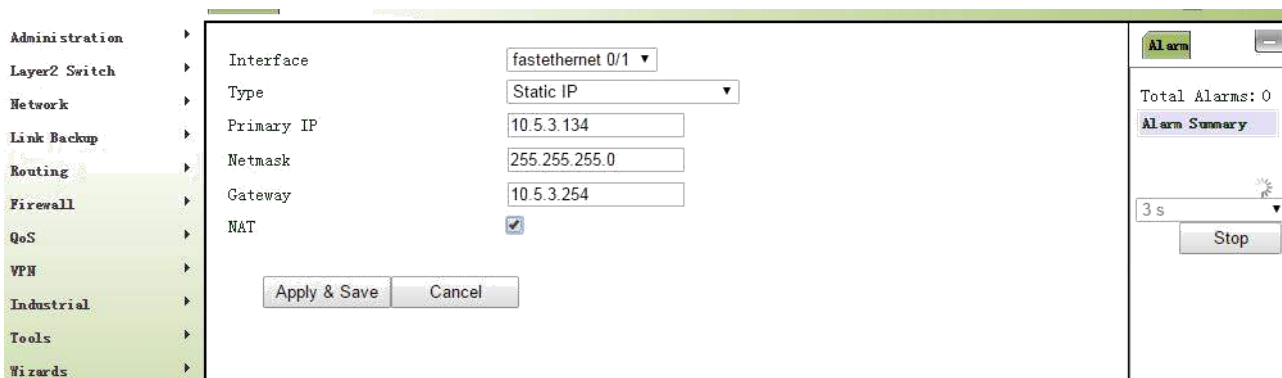 Administration
Layer2 Switch
Network
Link Backup
Routing
Firewall
QoS
VPN
Industrial
Tools
Wizards
Interface fastethernet 0/1
Type Static IP
Primary IP 10.5.3.134
Netmask 255.255.255.0
Gateway 10.5.3.254
NAT
Apply & Save Cancel
Alarm
Total Alarms: 0
Alarm Summary
3 s
Stop